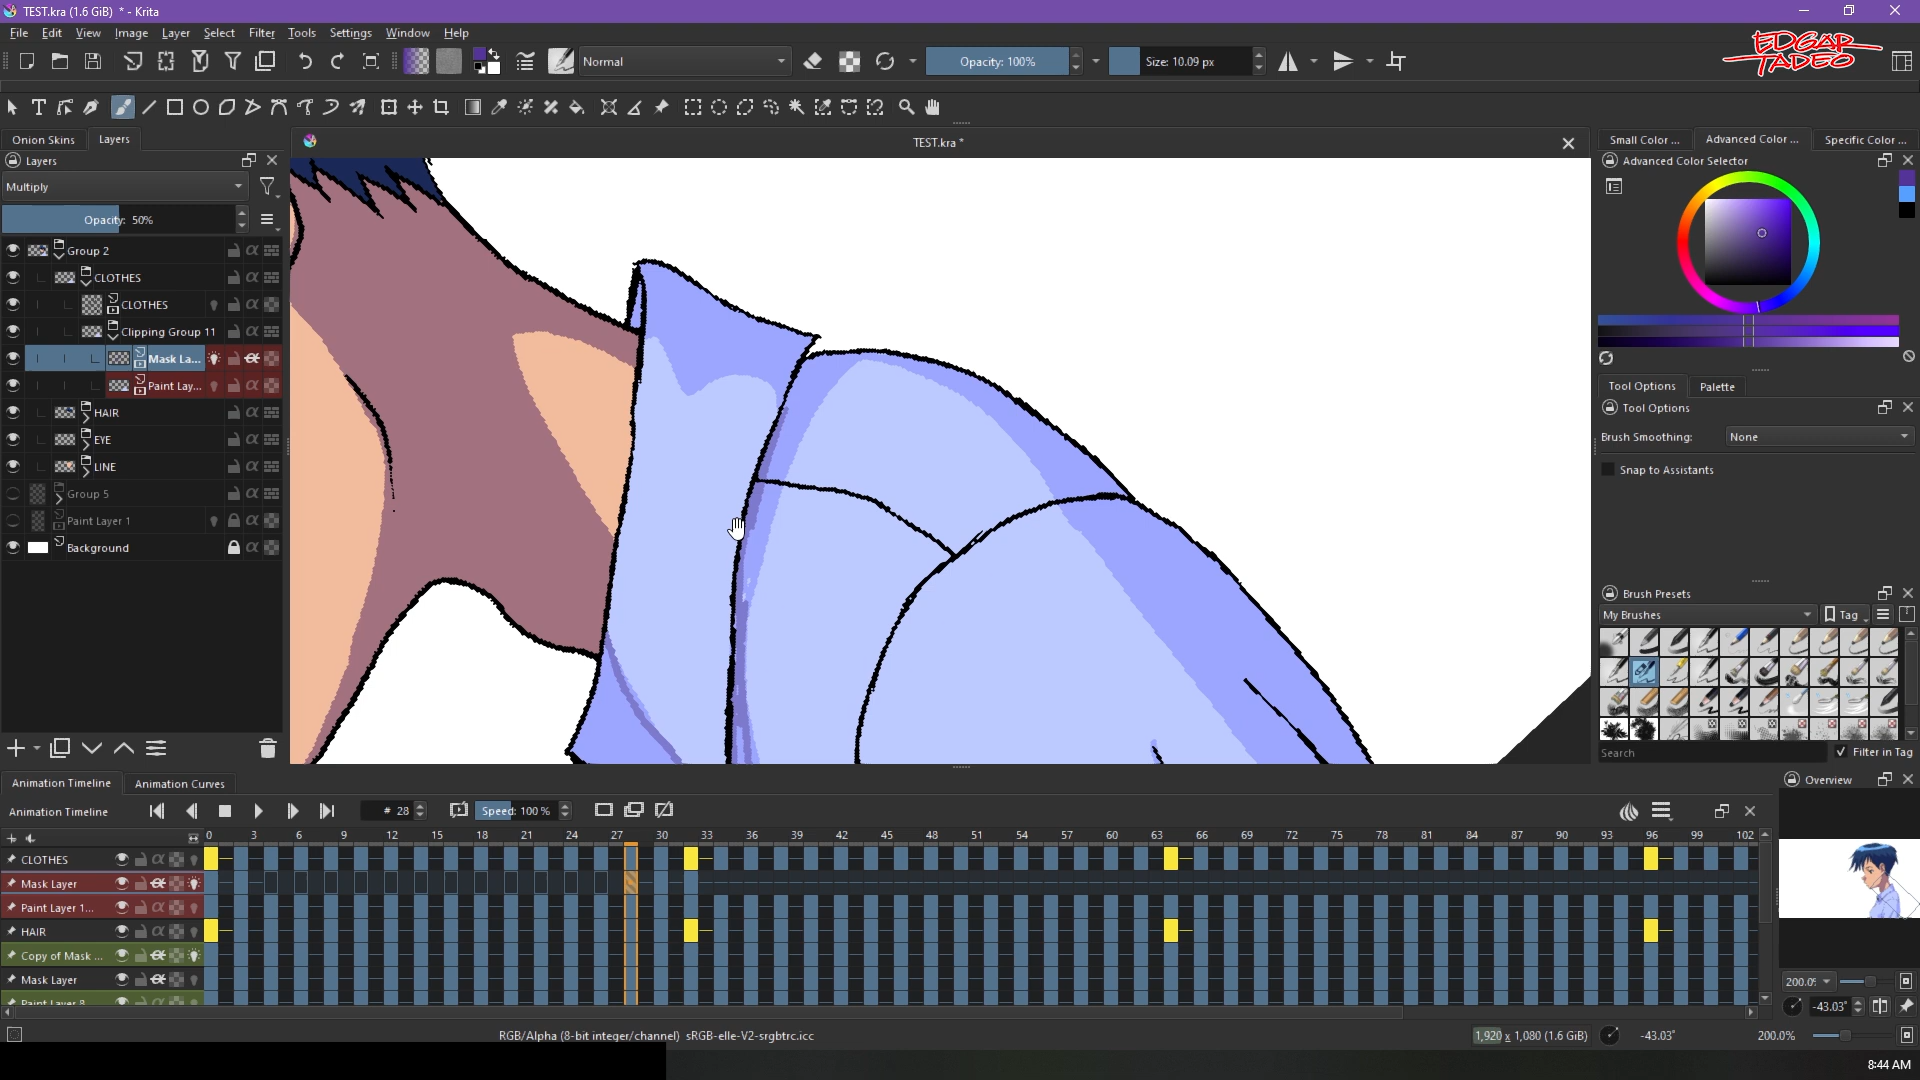 TEST.kra (1.6 GiB) * - Krita
File Edit View Image Layer Select Filter Tools Settings Window Help
Normal
Opacity: 100%
Size: 10.09 px
EDGAR
TADEO
Onion Skins Layers
TEST.kra *
Small Color ... Advanced Color ... Specific Color ...
Layers
Advanced Color Selector
Multiply
Opacity: 50%
Group 2
CLOTHES
CLOTHES
Clipping Group 11
Mask La...
Paint Lay...
HAIR
EYE
LINE
Group 5
Paint Layer 1
Background
Tool Options Palette
Tool Options
Brush Smoothing: None
Snap to Assistants
Brush Presets
My Brushes Tag
Search Filter in Tag
Animation Timeline Animation Curves
Overview
Animation Timeline # 28 Speed: 100 %
0 3 6 9 12 15 18 21 24 27 30 33 36 39 42 45 48 51 54 57 60 63 66 69 72 75 78 81 84 87 90 93 96 99 102
CLOTHES
Mask Layer
Paint Layer 1...
HAIR
Copy of Mask ...
Mask Layer
Paint Layer 8
200.0%
-43.03°
RGB/Alpha (8-bit integer/channel) sRGB-elle-V2-srgbtrc.icc
1,920 x 1,080 (1.6 GiB) -43.03° 200.0%
8:44 AM